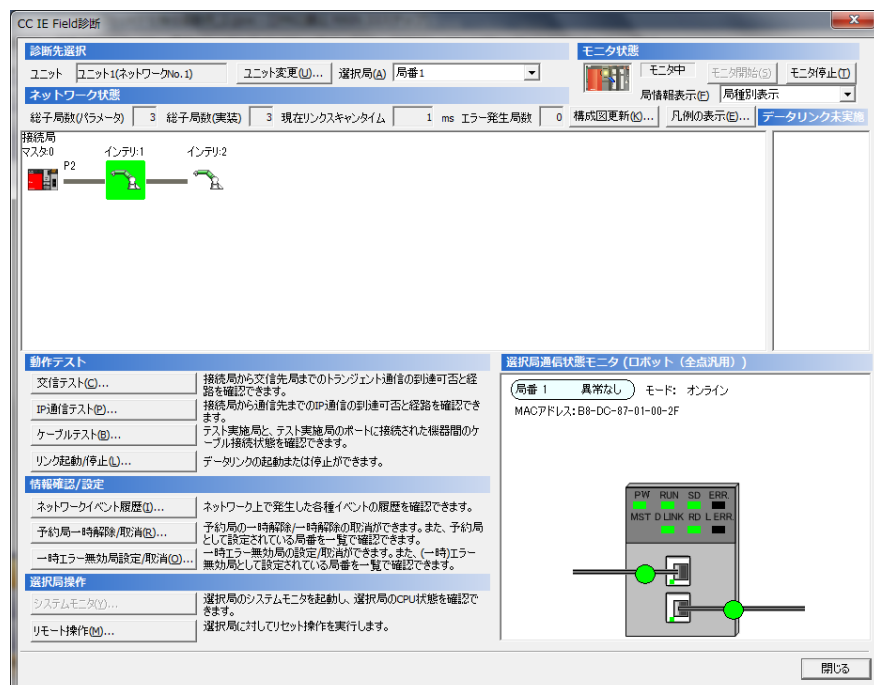 CC IE Field診断
診断先選択
ユニット ユニット1(ネットワークNo.1) ユニット変更(U)... 選択局(A) 局番1
モニタ状態
モニタ中 モニタ開始(S) モニタ停止(T)
局情報表示(F) 局種別表示
ネットワーク状態
総子局数(パラメータ) 3 総子局数(実装) 3 現在リンクスキャンタイム 1 ms エラー発生局数 0 構成図更新(K)... 凡例の表示(E)... データリンク未実施
接続局
マスタ:0 インテリ:1 インテリ:2
P2
動作テスト
交信テスト(C)... 接続局から交信先局までのトランジェント通信の到達可否と経
路を確認できます。
IP通信テスト(P)... 接続局から通信先までのIP通信の到達可否と経路を確認でき
ます。
ケーブルテスト(B)... テスト実施局と、テスト実施局のポートに接続された機器間のケ
ーブル接続状態を確認できます。
リンク起動/停止(L)... データリンクの起動または停止ができます。
情報確認/設定
ネットワークイベント履歴(I)... ネットワーク上で発生した各種イベントの履歴を確認できます。
予約局一時解除/取消(R)... 予約局の一時解除/一時解除の取消ができます。また、予約局
として設定されている局番を一覧で確認できます。
一時エラー無効局設定/取消(O)... 一時エラー無効局の設定/取消ができます。また、(一時)エラー
無効局として設定されている局番を一覧で確認できます。
選択局操作
システムモニタ(Y)... 選択局のシステムモニタを起動し、選択局のCPU状態を確認で
きます。
リモート操作(M)... 選択局に対してリセット操作を実行します。
選択局通信状態モニタ (ロボット (全点汎用) )
局番 1 異常なし モード: オンライン
MACアドレス:B8-DC-87-01-00-2F
PW RUN SD ERR.
MST D LINK RD L ERR.
閉じる